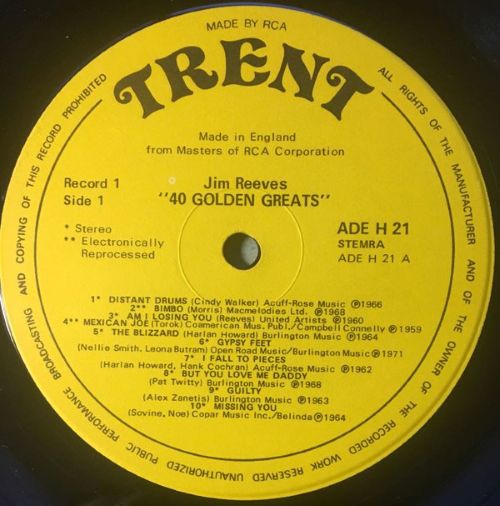 MADE BY RCA
TRENT
ALL RIGHTS OF THE MANUFACTURER AND OF THE OWNER OF THE RECORDED WORK RESERVED UNAUTHORIZED PUBLIC PERFORMANCE BROADCASTING AND COPYING OF THIS RECORD PROHIBITED
Made in England
from Masters of RCA Corporation
Record 1
Side 1
Jim Reeves
"40 GOLDEN GREATS"
* Stereo
** Electronically
Reprocessed
ADE H 21
STEMRA
ADE H 21 A
1* DISTANT DRUMS (Cindy Walker) Acuff-Rose Music ℗1966
2** BIMBO (Morris) Macmelodies Ltd. ℗1968
3* AM I LOSING YOU (Reeves) United Artists ℗1960
4** MEXICAN JOE (Torok) Coamerican Mus. Publ./Campbell Connelly ℗1959
5* THE BLIZZARD (Harlan Howard) Burlington Music ℗1964
6* GYPSY FEET
(Nellie Smith, Leona Butram) Open Road Music/Burlington Music ℗1971
7* I FALL TO PIECES
(Harlan Howard, Hank Cochran) Acuff-Rose Music ℗1962
8* BUT YOU LOVE ME DADDY
(Pat Twitty) Burlington Music ℗1968
9* GUILTY
(Alex Zanetis) Burlington Music ℗1963
10* MISSING YOU
(Sovine, Noe) Copar Music Inc./Belinda ℗1964